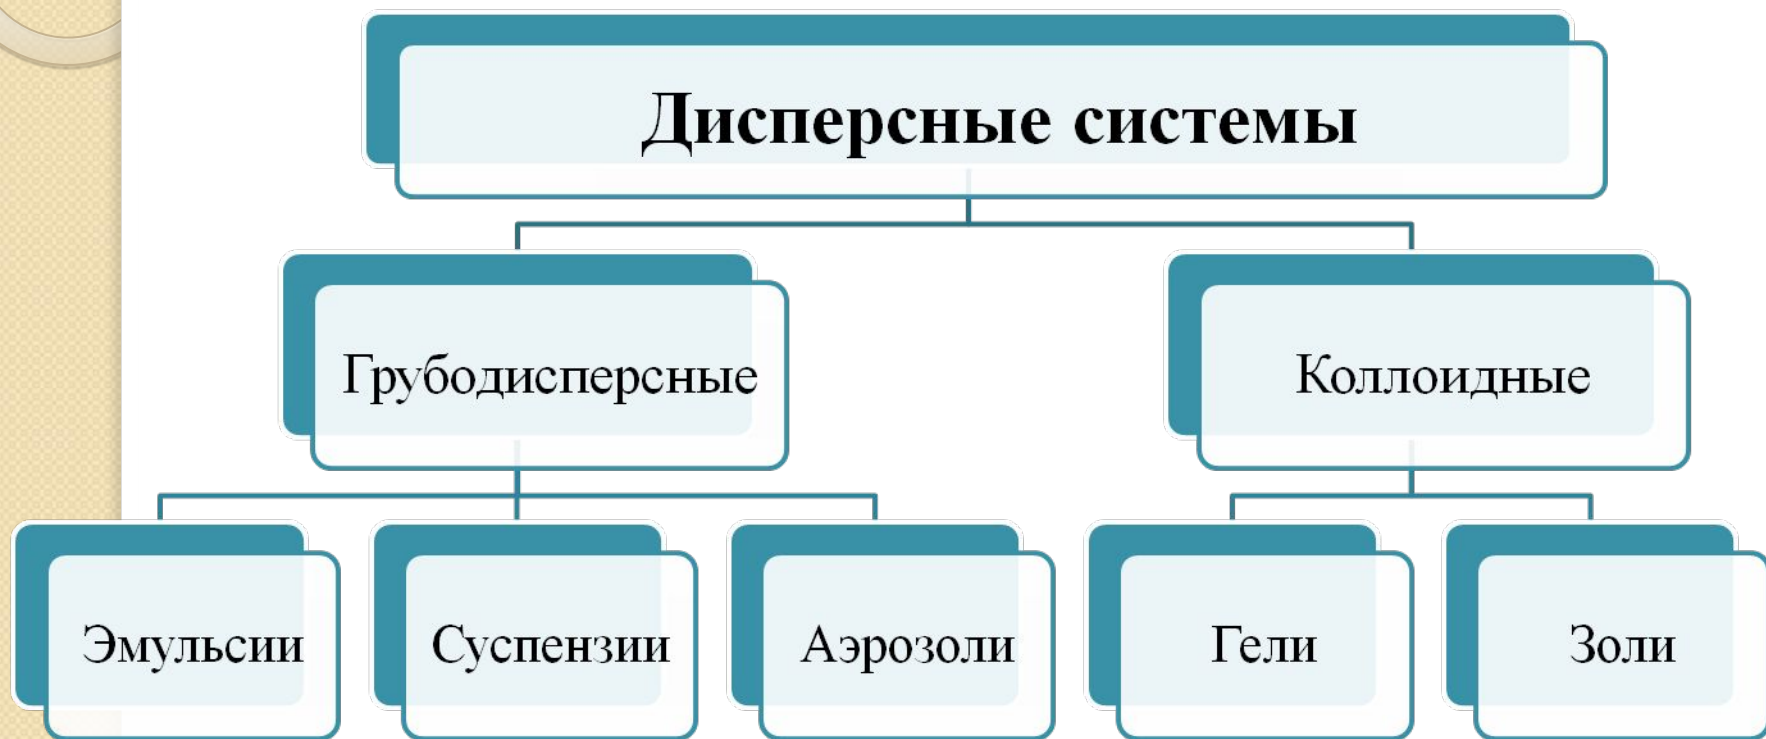 Дисперсные системы
Грубодисперсные
Коллоидные
Эмульсии
Суспензии
Аэрозоли
Гели
Золи